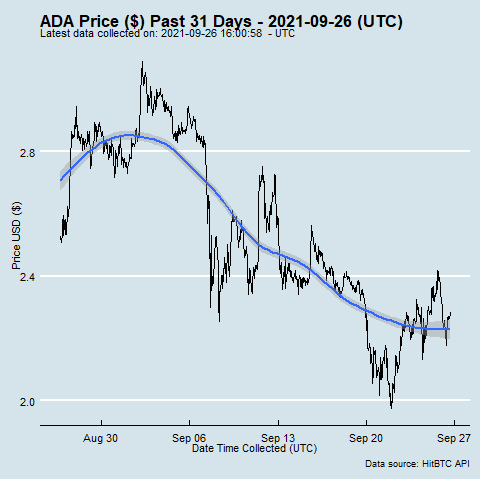 ADA Price ($) Past 31 Days - 2021-09-26 (UTC)
Latest data collected on: 2021-09-26 16:00:58 - UTC
Price USD ($)
2.8
2.4
2.0
Aug 30 Sep 06 Sep 13 Sep 20 Sep 27
Date Time Collected (UTC)
Data source: HitBTC API